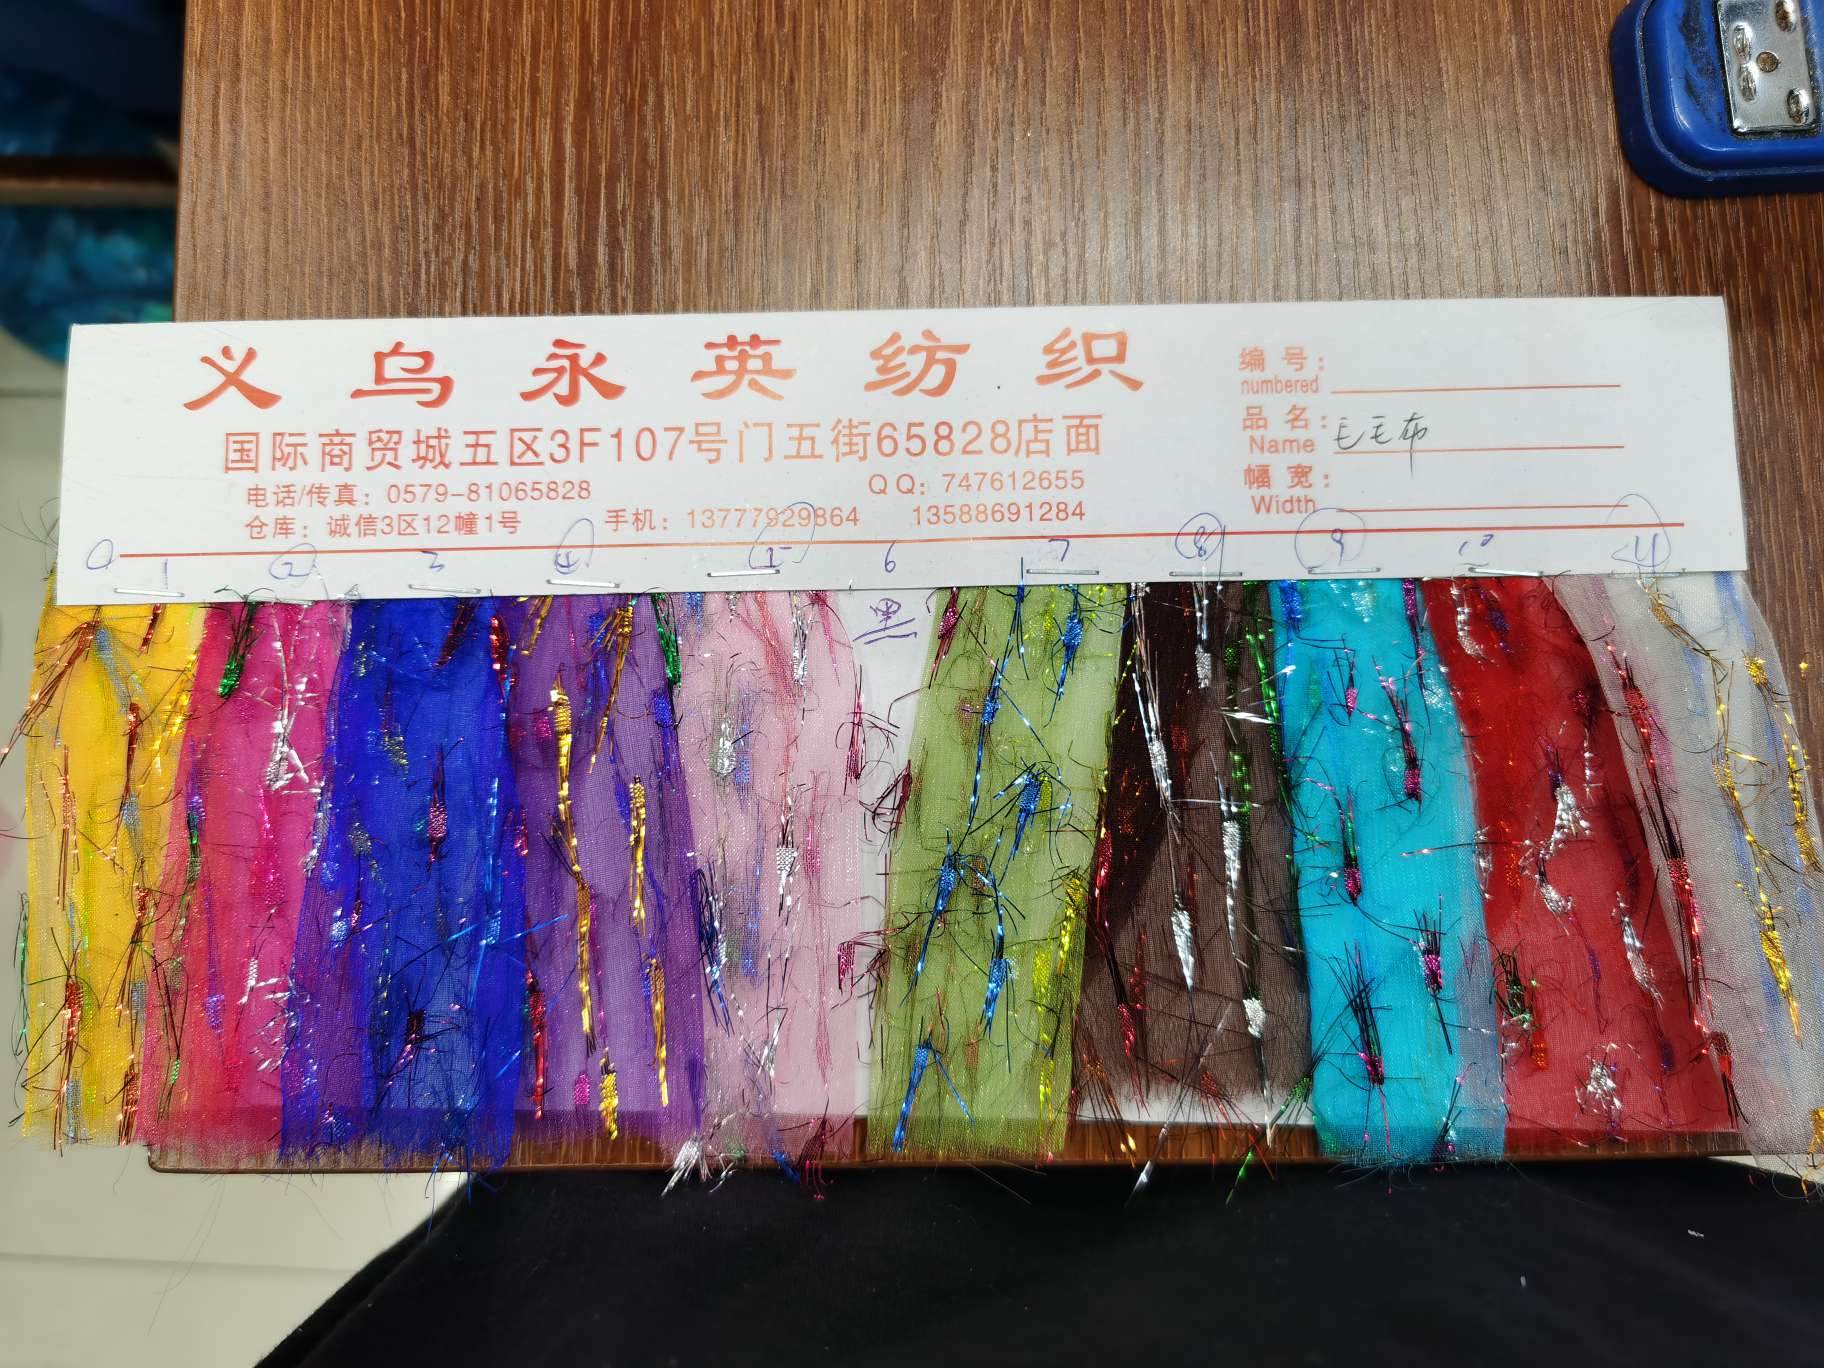 义乌永英纺织
国际商贸城五区3F107号门五街65828店面
电话/传真：0579-81065828 QQ：747612655
仓库：诚信3区12幢1号 手机：13777929864 13588691284
编号：
numbered
品名：毛毛布
Name
幅宽：
Width
1 2 3 4 5 6 7 8 9 10
黑